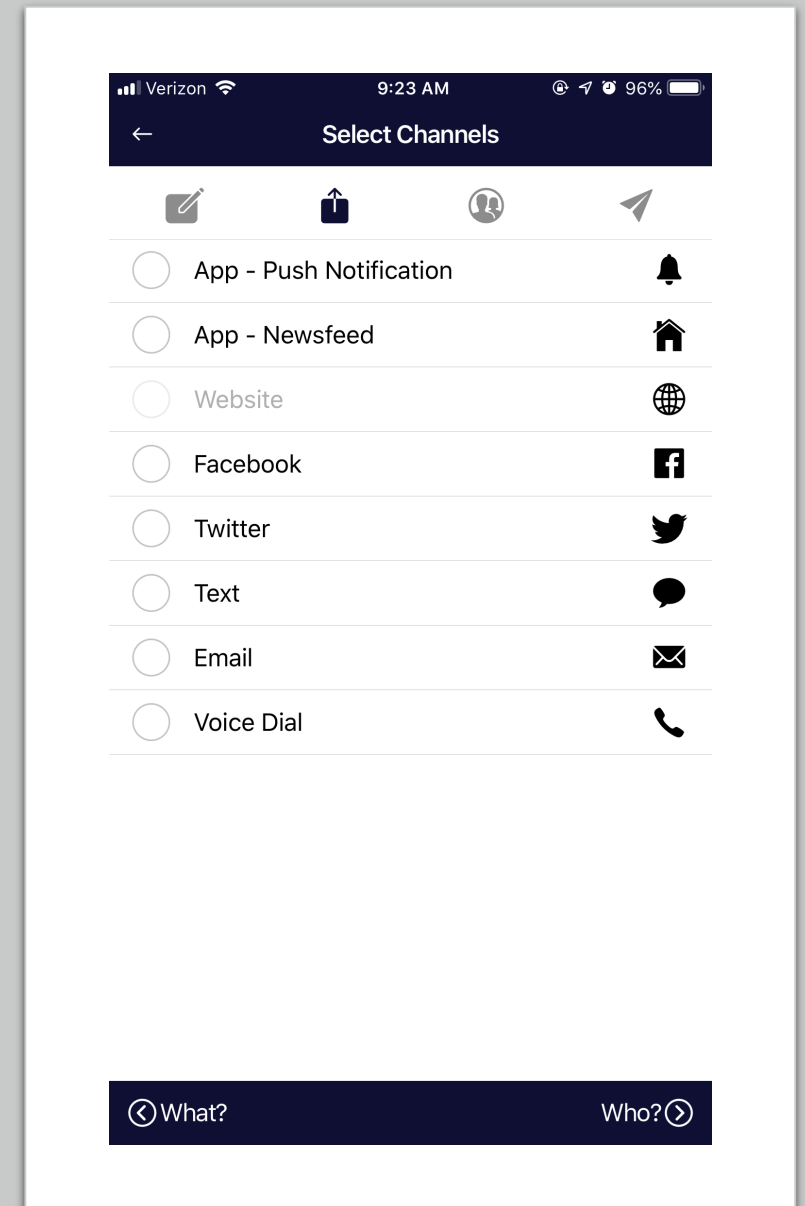 Verizon 9:23 AM 96%
Select Channels
App - Push Notification
App - Newsfeed
Website
Facebook
Twitter
Text
Email
Voice Dial
What? Who?